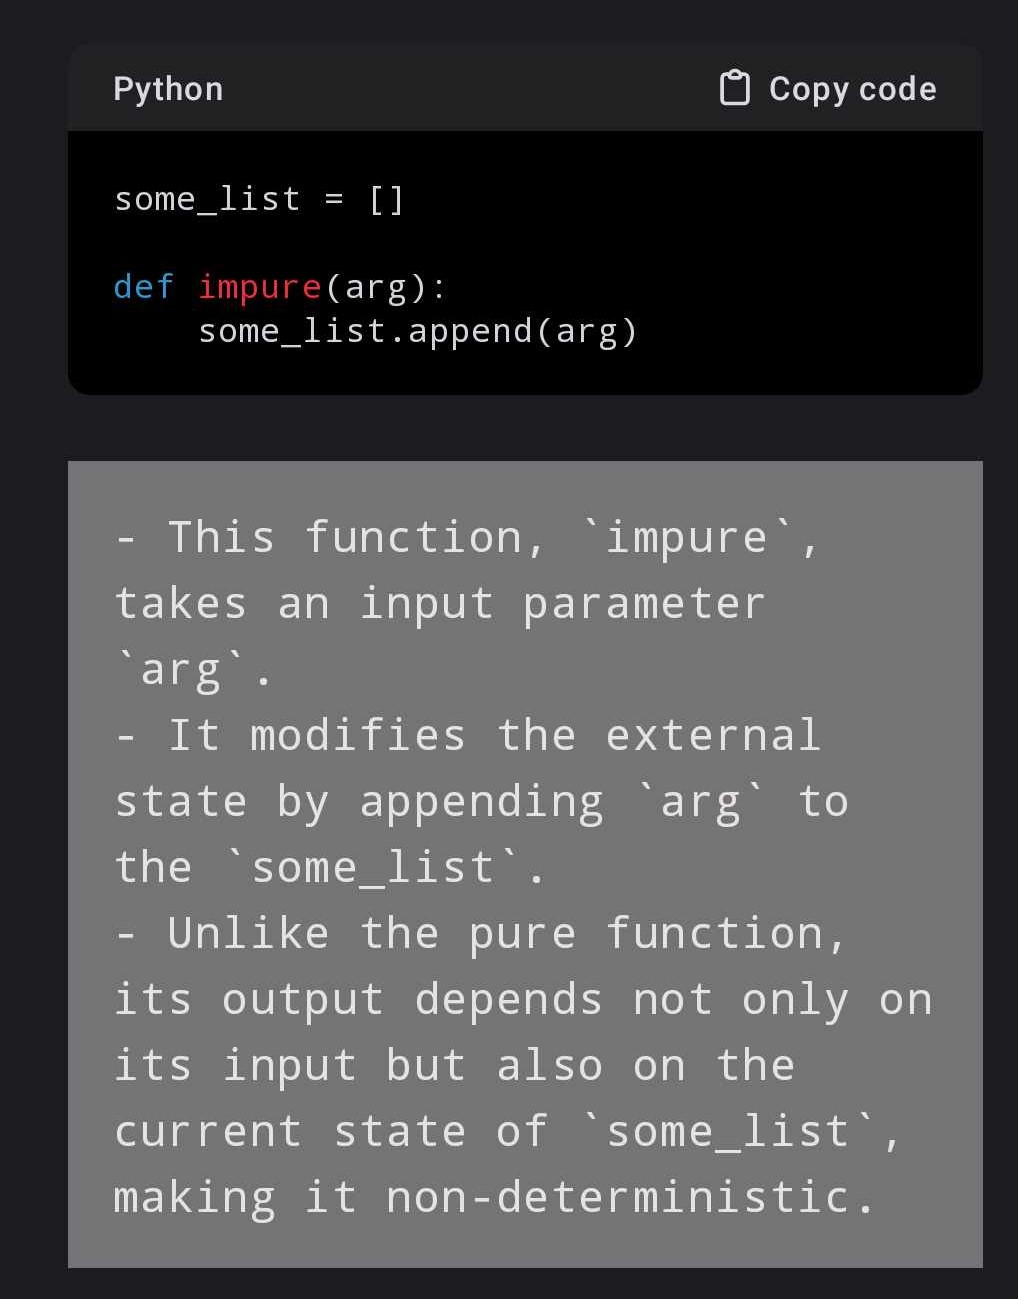 Python
Copy code
some_list = []
def impure(arg):
    some_list.append(arg)
- This function, `impure`,
takes an input parameter
`arg`.
- It modifies the external
state by appending `arg` to
the `some_list`.
- Unlike the pure function,
its output depends not only on
its input but also on the
current state of `some_list`,
making it non-deterministic.